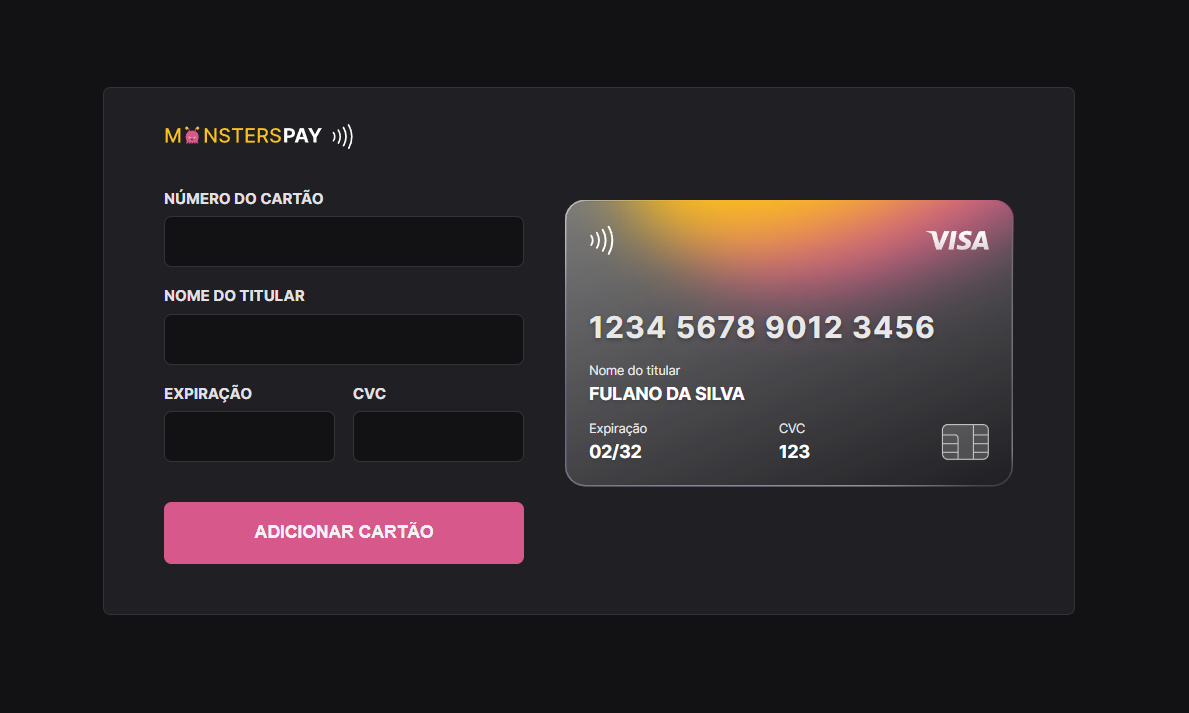 MONSTERSPAY
NÚMERO DO CARTÃO
NOME DO TITULAR
EXPIRAÇÃO CVC
ADICIONAR CARTÃO
VISA
1234 5678 9012 3456
Nome do titular
FULANO DA SILVA
Expiração CVC
02/32 123